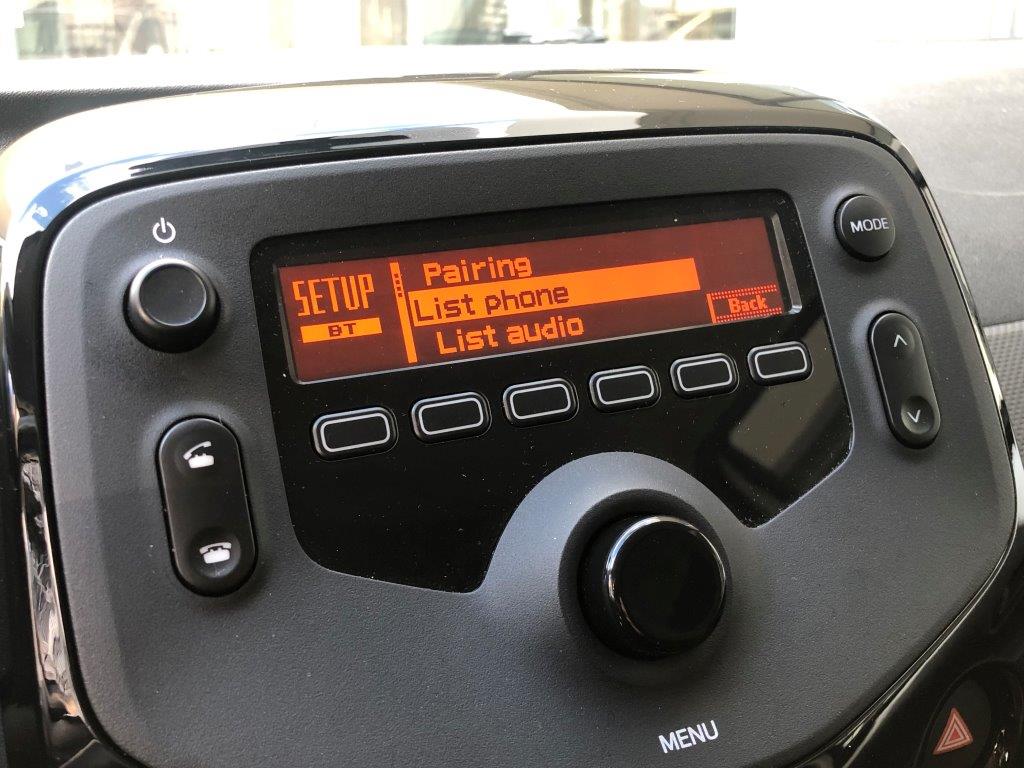 MODE
SETUP
BT
Pairing
List phone
List audio
Back
MENU